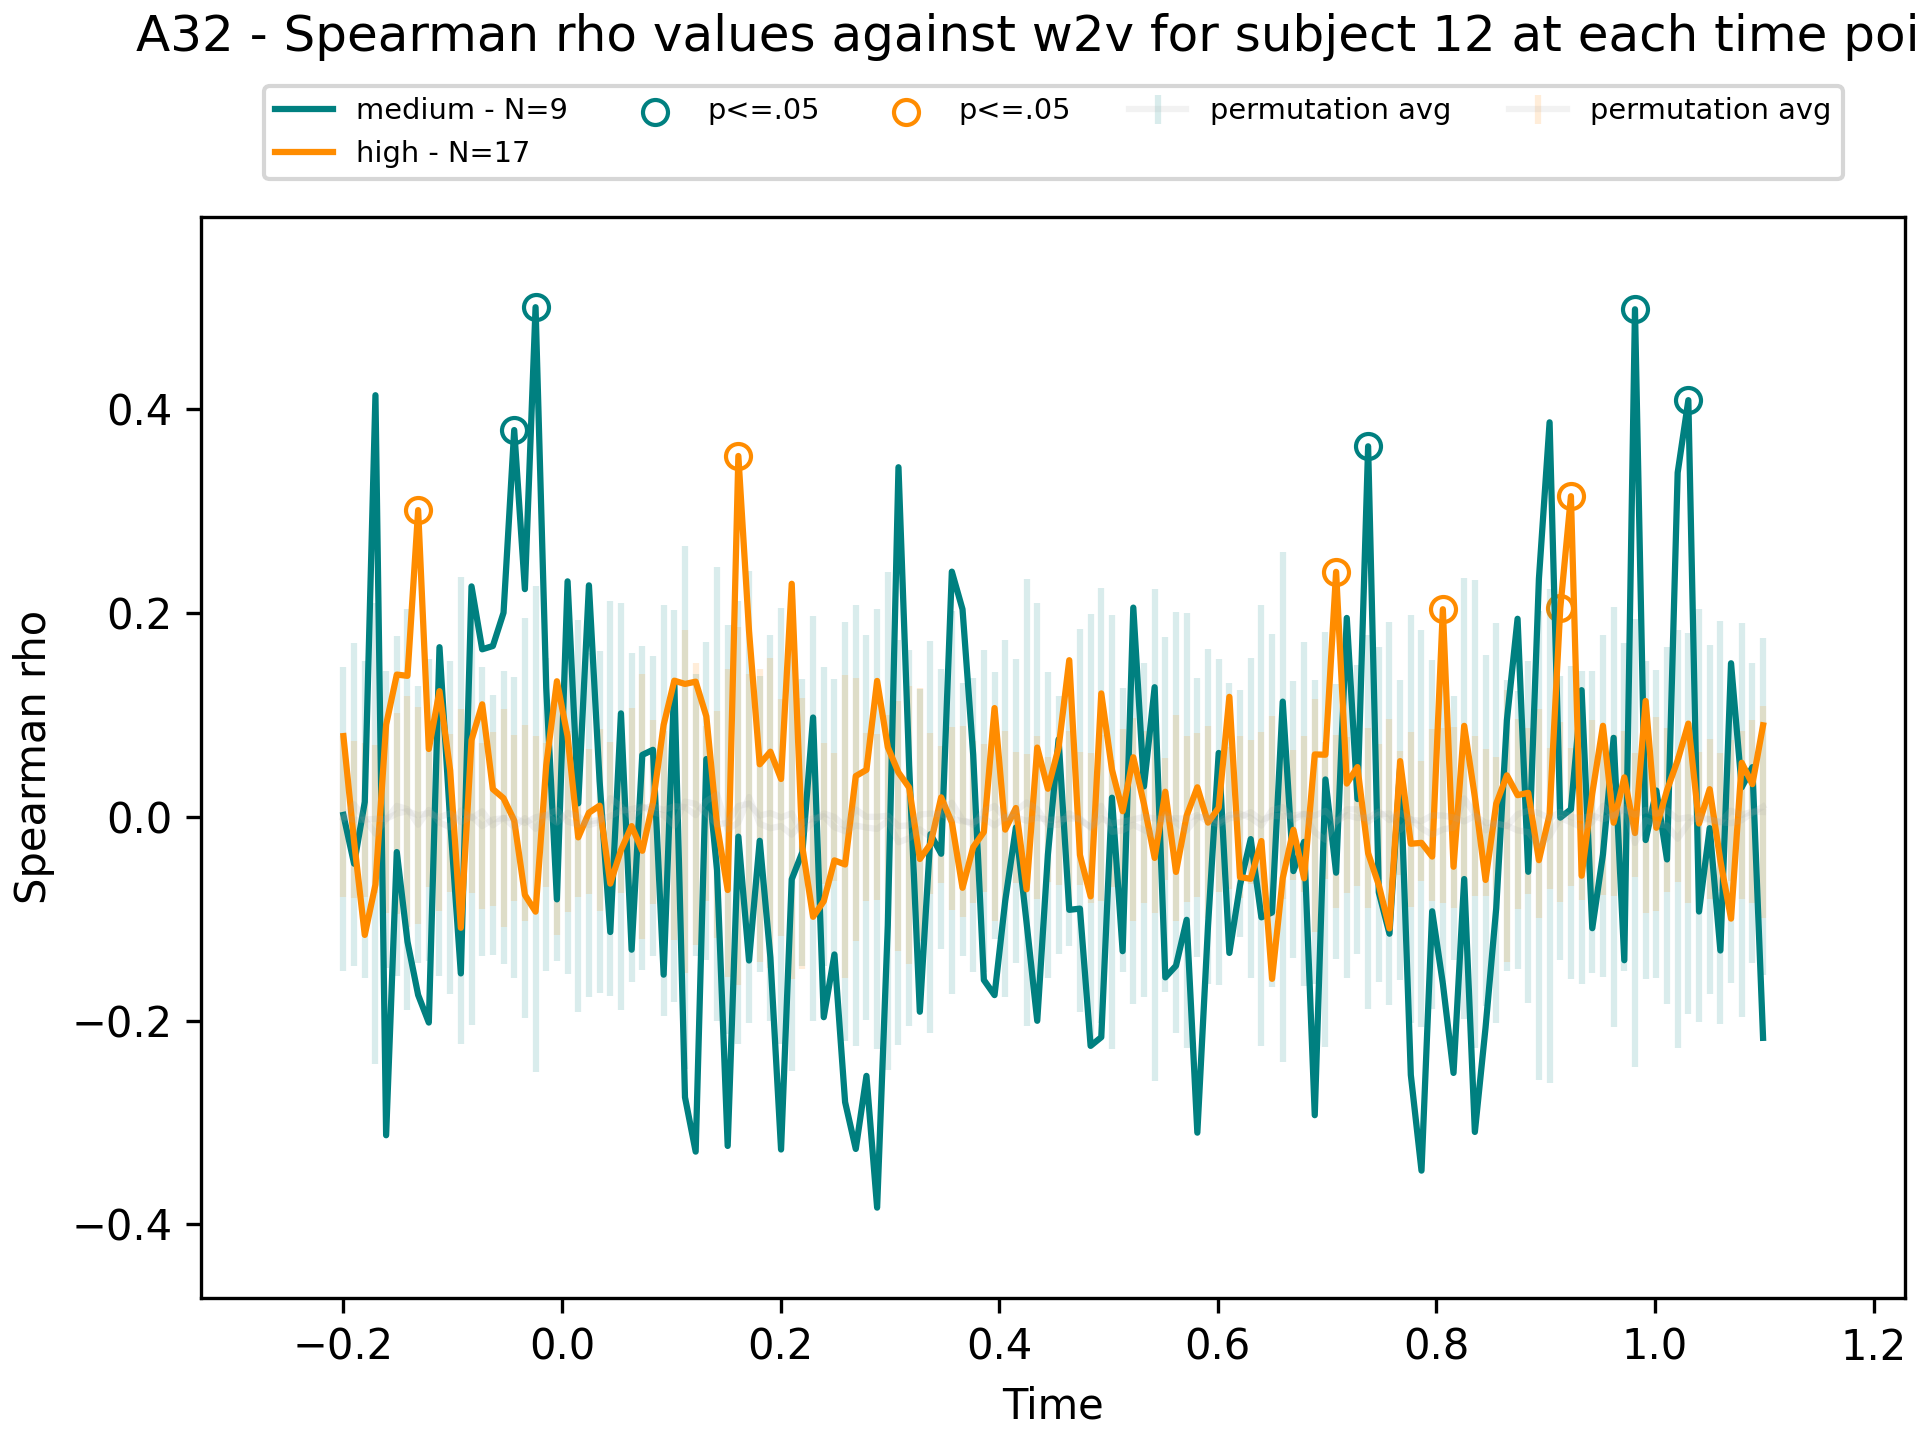 A32 - Spearman rho values against w2v for subject 12 at each time poi
medium - N=9 p<=.05 p<=.05 permutation avg permutation avg
high - N=17
Spearman rho
0.4
0.2
0.0
−0.2
−0.4
−0.2 0.0 0.2 0.4 0.6 0.8 1.0 1.2
Time